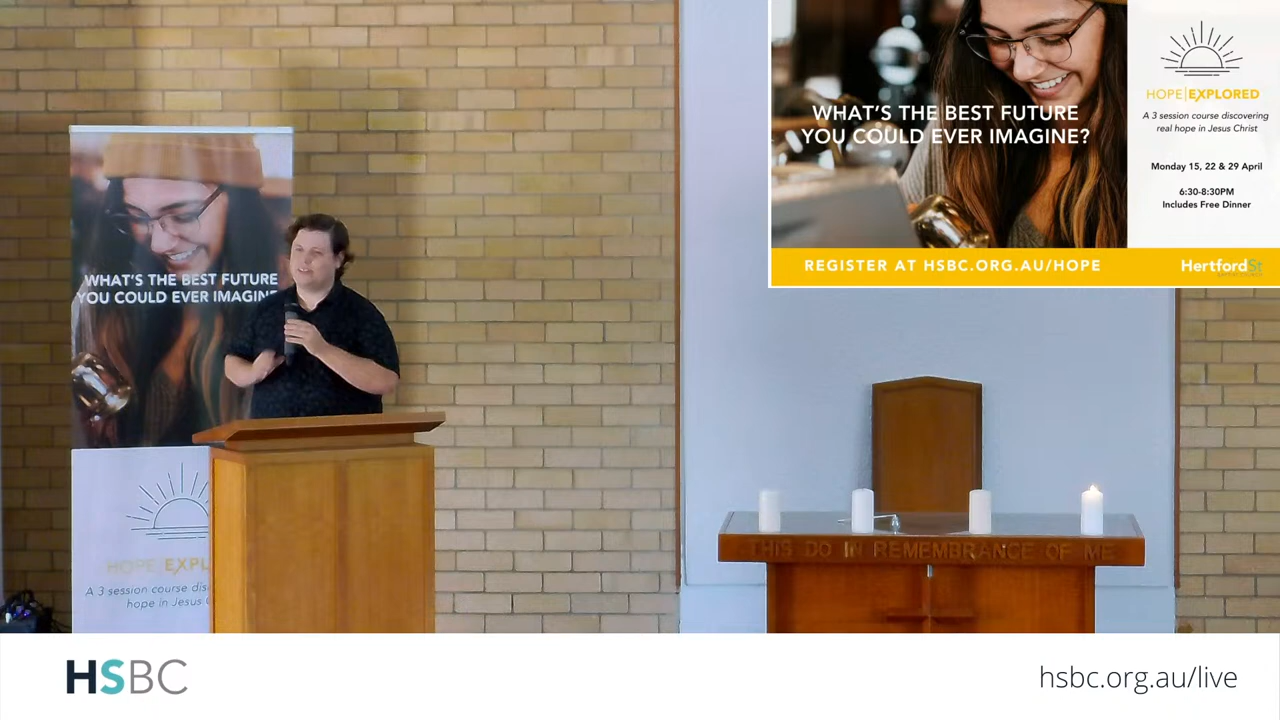 WHAT'S THE BEST FUTURE
YOU COULD EVER IMAGINE?
HOPE|EXPLORED
A 3 session course discovering
real hope in Jesus Christ
Monday 15, 22 & 29 April
6:30-8:30PM
Includes Free Dinner
REGISTER AT HSBC.ORG.AU/HOPE
HertfordSt
WHAT'S THE BEST FUTURE
YOU COULD EVER IMAGINE
HOPE EXPL
A 3 session course dis
hope in Jesus C
THIS DO IN REMEMBRANCE OF ME
HSBC
hsbc.org.au/live